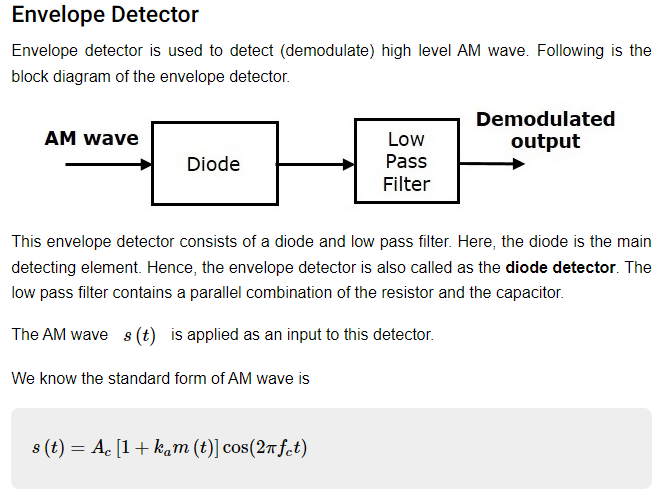 Envelope Detector
Envelope detector is used to detect (demodulate) high level AM wave. Following is the
block diagram of the envelope detector.
AM wave
Diode
Low
Pass
Filter
Demodulated
output
This envelope detector consists of a diode and low pass filter. Here, the diode is the main
detecting element. Hence, the envelope detector is also called as the diode detector. The
low pass filter contains a parallel combination of the resistor and the capacitor.
The AM wave s (t) is applied as an input to this detector.
We know the standard form of AM wave is
s (t) = A_c [1 + k_a m (t)] cos(2πf_c t)